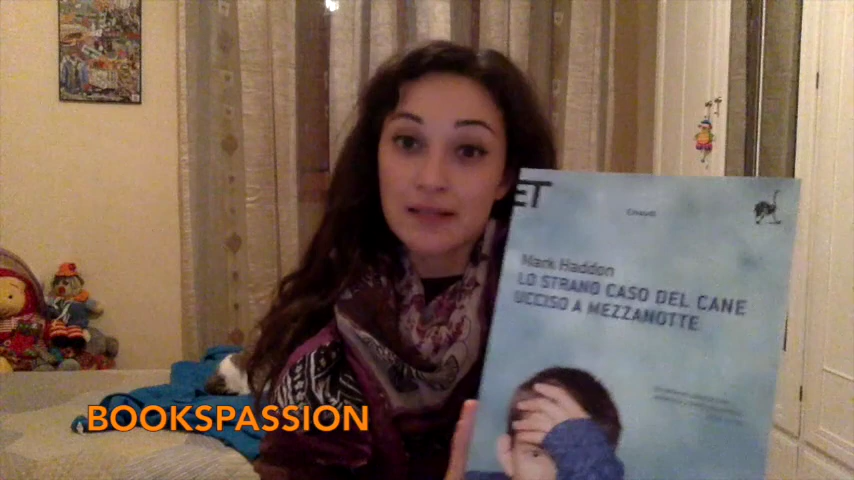 ET
Einaudi
Mark Haddon
LO STRANO CASO DEL CANE
UCCISO A MEZZANOTTE
BOOKSPASSION